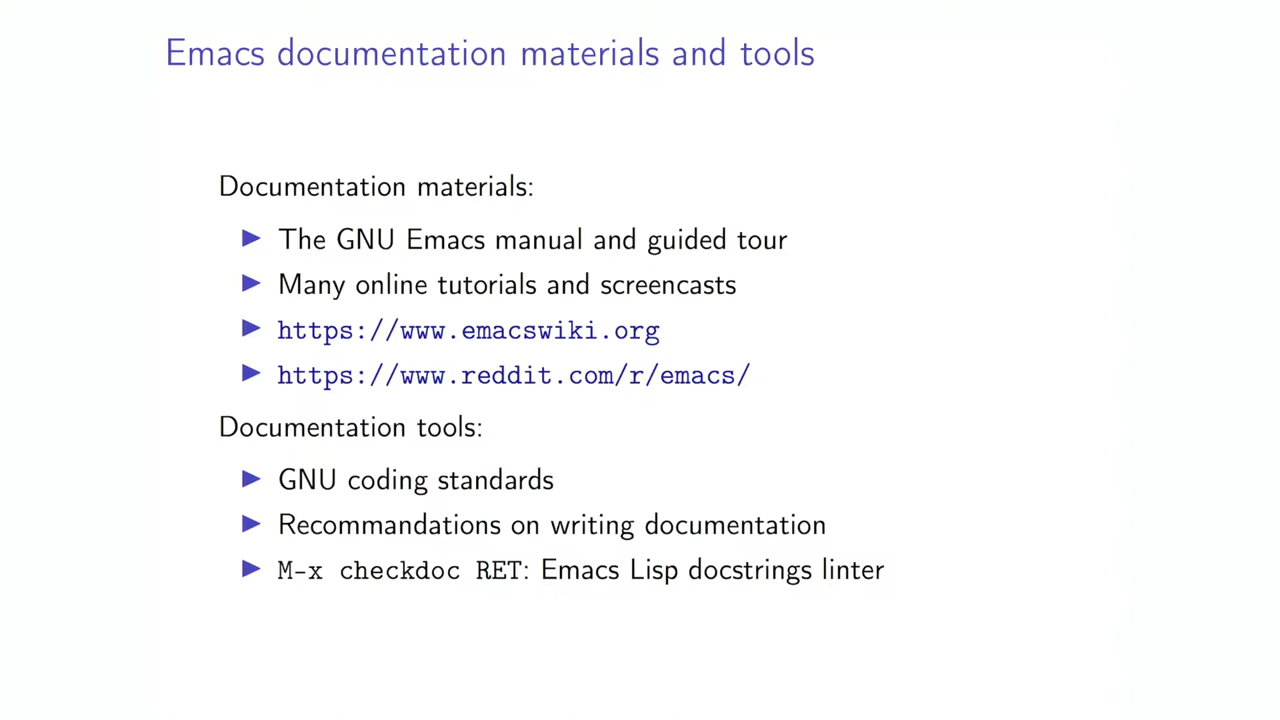 Emacs documentation materials and tools
Documentation materials:
▶ The GNU Emacs manual and guided tour
▶ Many online tutorials and screencasts
▶ https://www.emacswiki.org
▶ https://www.reddit.com/r/emacs/
Documentation tools:
▶ GNU coding standards
▶ Recommandations on writing documentation
▶ M-x checkdoc RET: Emacs Lisp docstrings linter